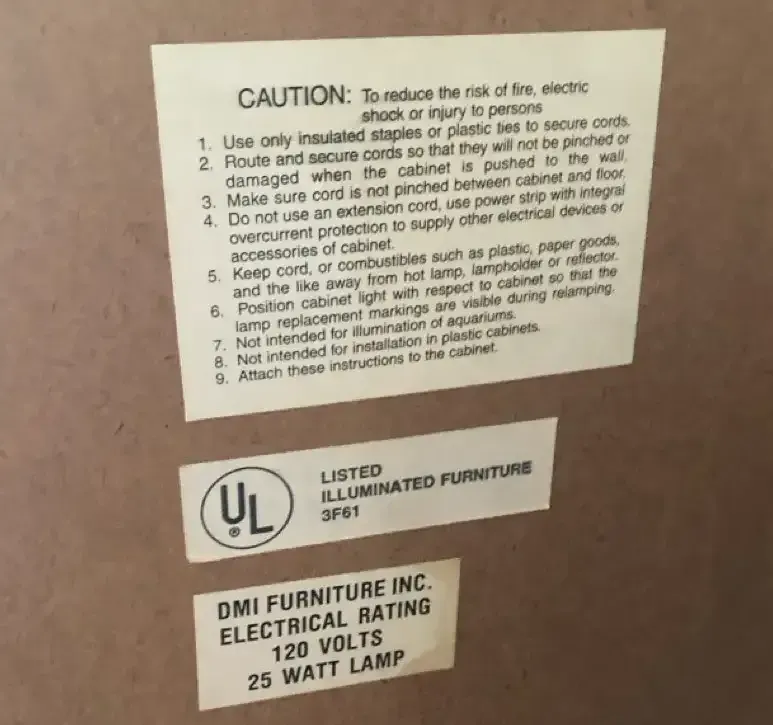 CAUTION: To reduce the risk of fire, electric
shock or injury to persons
1. Use only insulated staples or plastic ties to secure cords.
2. Route and secure cords so that they will not be pinched or
damaged when the cabinet is pushed to the wall,
3. Make sure cord is not pinched between cabinet and floor,
4. Do not use an extension cord, use power strip with integral
overcurrent protection to supply other electrical devices or
accessories of cabinet.
5. Keep cord, or combustibles such as plastic, paper goods,
and the like away from hot lamp, lampholder or reflector.
6. Position cabinet light with respect to cabinet so that the
lamp replacement markings are visible during relamping.
7. Not intended for illumination of aquariums.
8. Not intended for installation in plastic cabinets.
9. Attach these instructions to the cabinet.
UL
®
LISTED
ILLUMINATED FURNITURE
3F61
DMI FURNITURE INC.
ELECTRICAL RATING
120 VOLTS
25 WATT LAMP